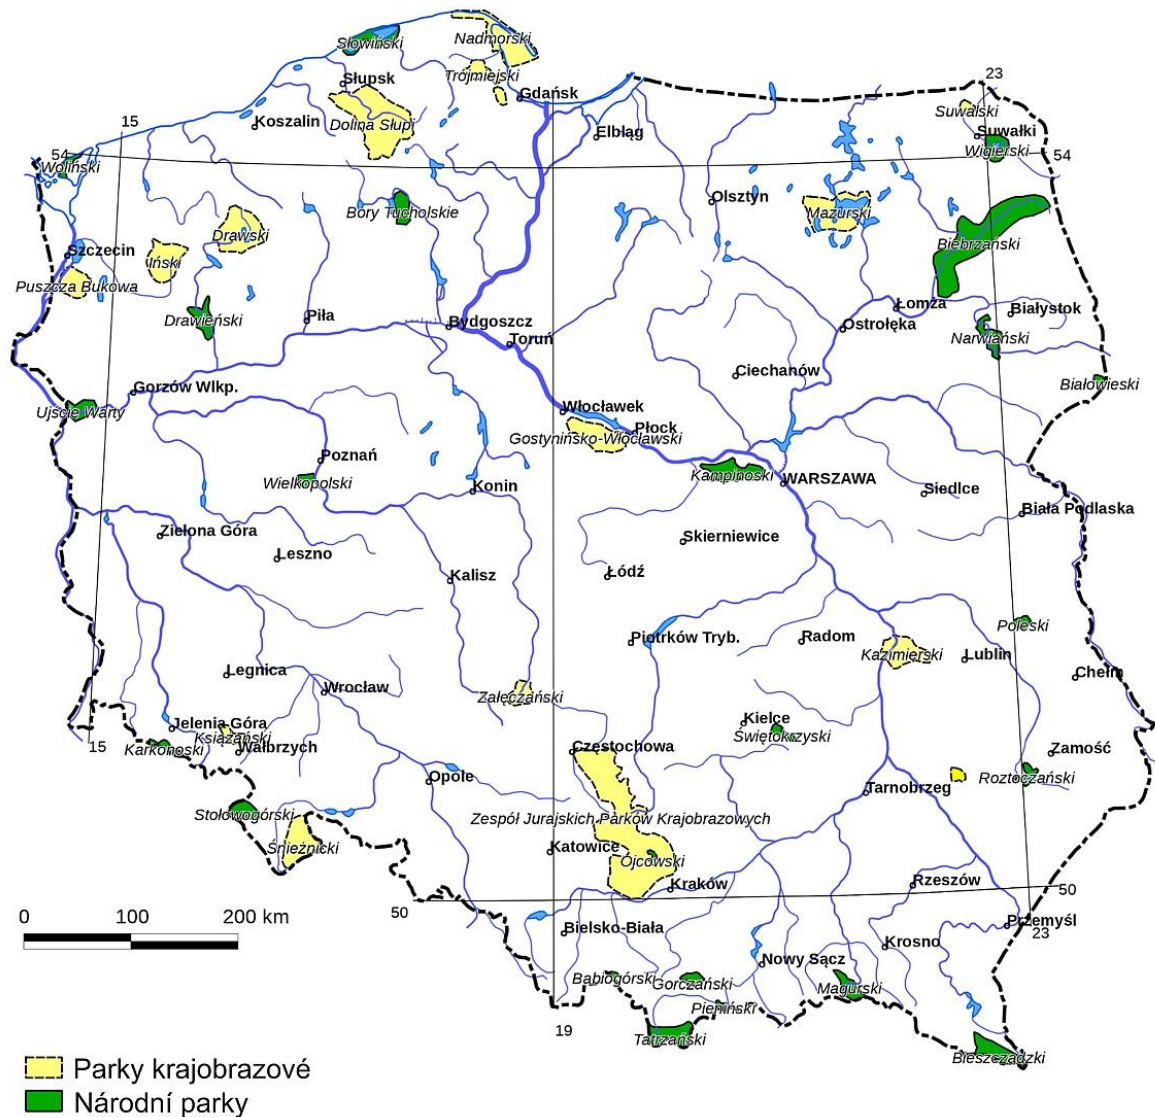 Słowiński
Nadmorski
Trójmiejski
23
Słupsk
Gdańsk
Suwalski
15
Koszalin
Dolina Słupi
Elbląg
Suwałki
54
Wigierski
54
Woliński
Bory Tucholskie
Olsztyn
Mazurski
Drawski
Biebrzański
Szczecin
Iński
Puszcza Bukowa
Łomża
Białystok
Drawieński
Piła
Bydgoszcz
Ostrołęka
Toruń
Narwiański
Ciechanów
Białowieski
Gorzów Wlkp.
Ujście Warty
Włocławek
Płock
Gostynińsko-Włocławski
Poznań
Kampinoski
WARSZAWA
Wielkopolski
Konin
Siedlce
Biała Podlaska
Zielona Góra
Skierniewice
Leszno
Kalisz
Łódź
Poleski
Piotrków Tryb.
Radom
Kazimierski
Lublin
Legnica
Chełm
Wrocław
Załęczański
Jelenia Góra
Kielce
Książański
Świętokrzyski
15
Karkonoski
Wałbrzych
Częstochowa
Zamość
Opole
Roztoczański
Tarnobrzeg
Stołowogórski
Zespół Jurajskich Parków Krajobrazowych
Śnieżnicki
Katowice
Ojcowski
Kraków
Rzeszów
50
50
0 100 200 km
Bielsko-Biała
Przemyśl
23
Krosno
Nowy Sącz
Babiogórski
Gorczański
Magurski
Pieniński
19
Tatrzański
Bieszczadzki
Parky krajobrazové
Národní parky